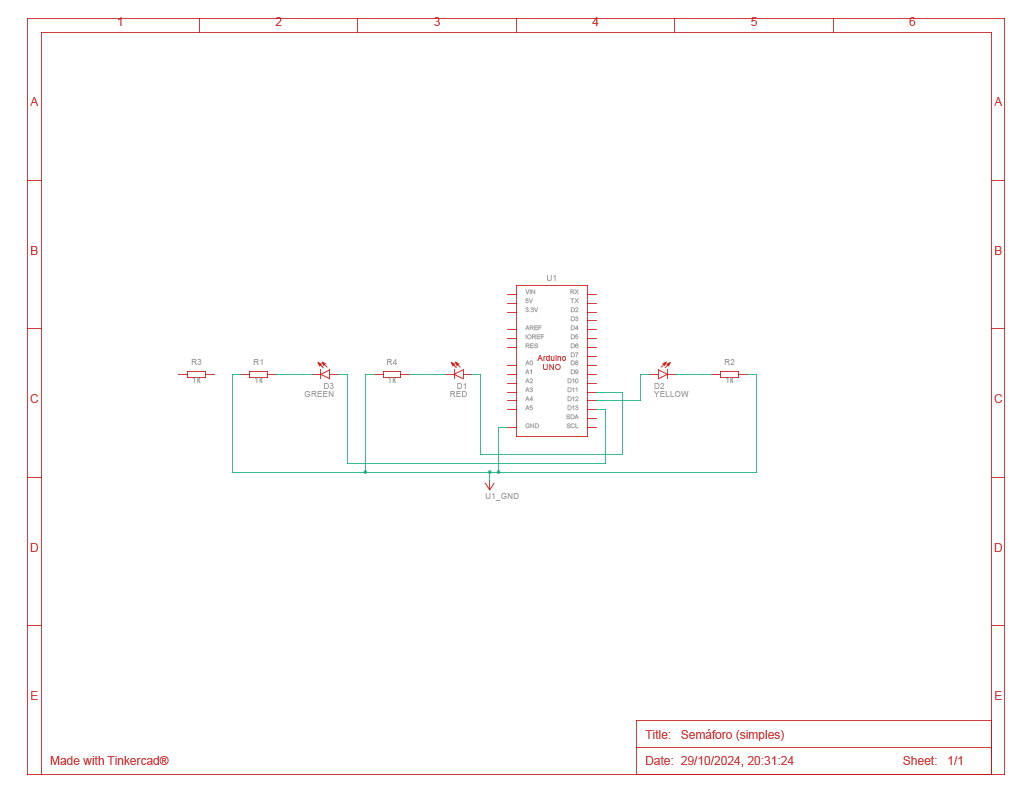 1 2 3 4 5 6
A A
B B
C C
D D
E E
U1
VIN RX
5V TX
3.3V D2
D3
AREF D4
IOREF D5
RES D6
D7
A0 D8
A1 D9
A2 D10
A3 D11
A4 D12
A5 D13
SDA
GND SCL
Arduino
UNO
R3
1k
R1
1k
D3
GREEN
R4
1k
D1
RED
D2
YELLOW
R2
1k
U1_GND
Made with Tinkercad®
Title: Semáforo (simples)
Date: 29/10/2024, 20:31:24 Sheet: 1/1